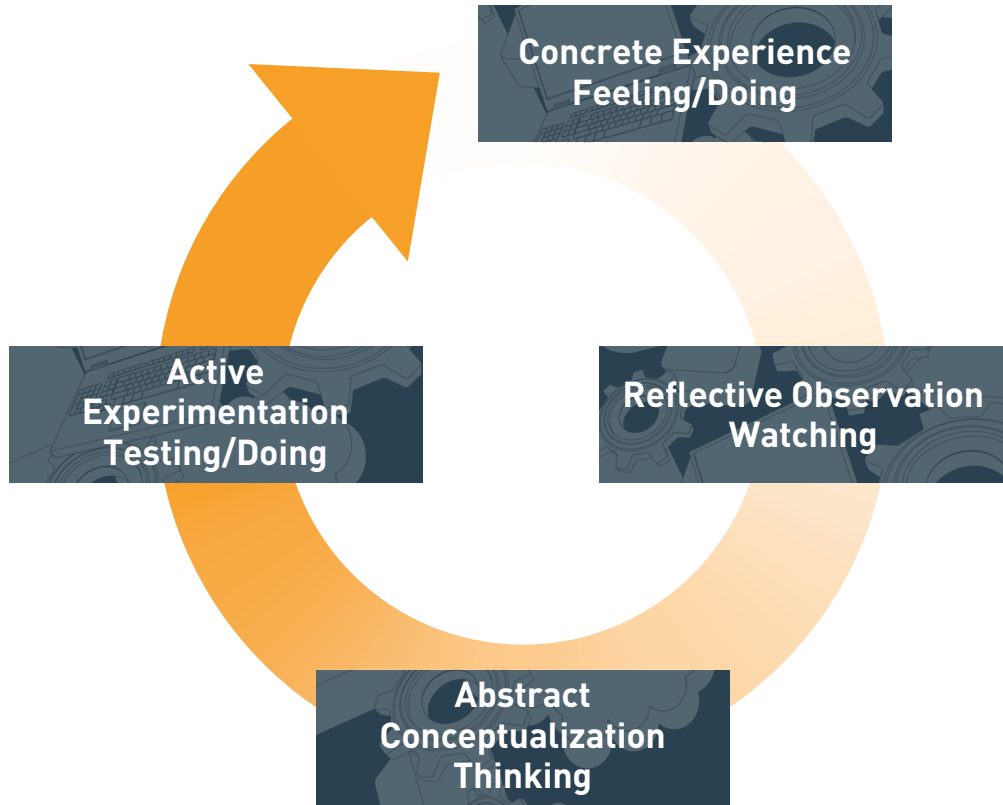 Concrete Experience
Feeling/Doing
Reflective Observation
Watching
Abstract
Conceptualization
Thinking
Active
Experimentation
Testing/Doing